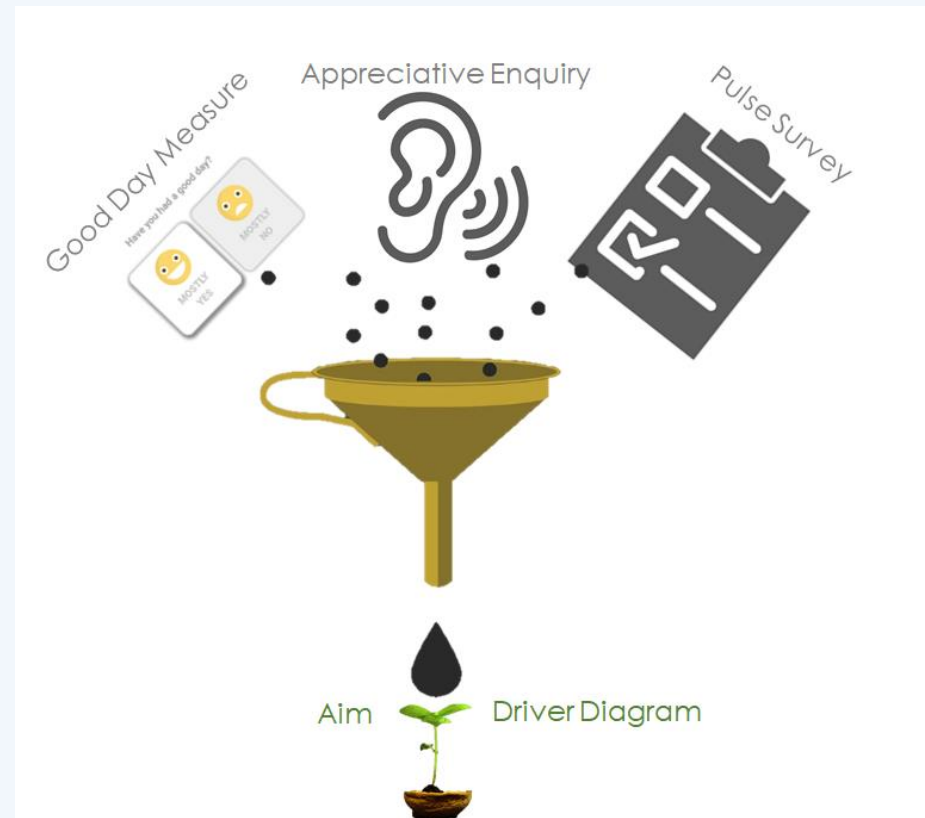 Good Day Measure
Have you had a good day?
MOSTLY
YES
MOSTLY
NO
Appreciative Enquiry
Pulse Survey
Aim
Driver Diagram